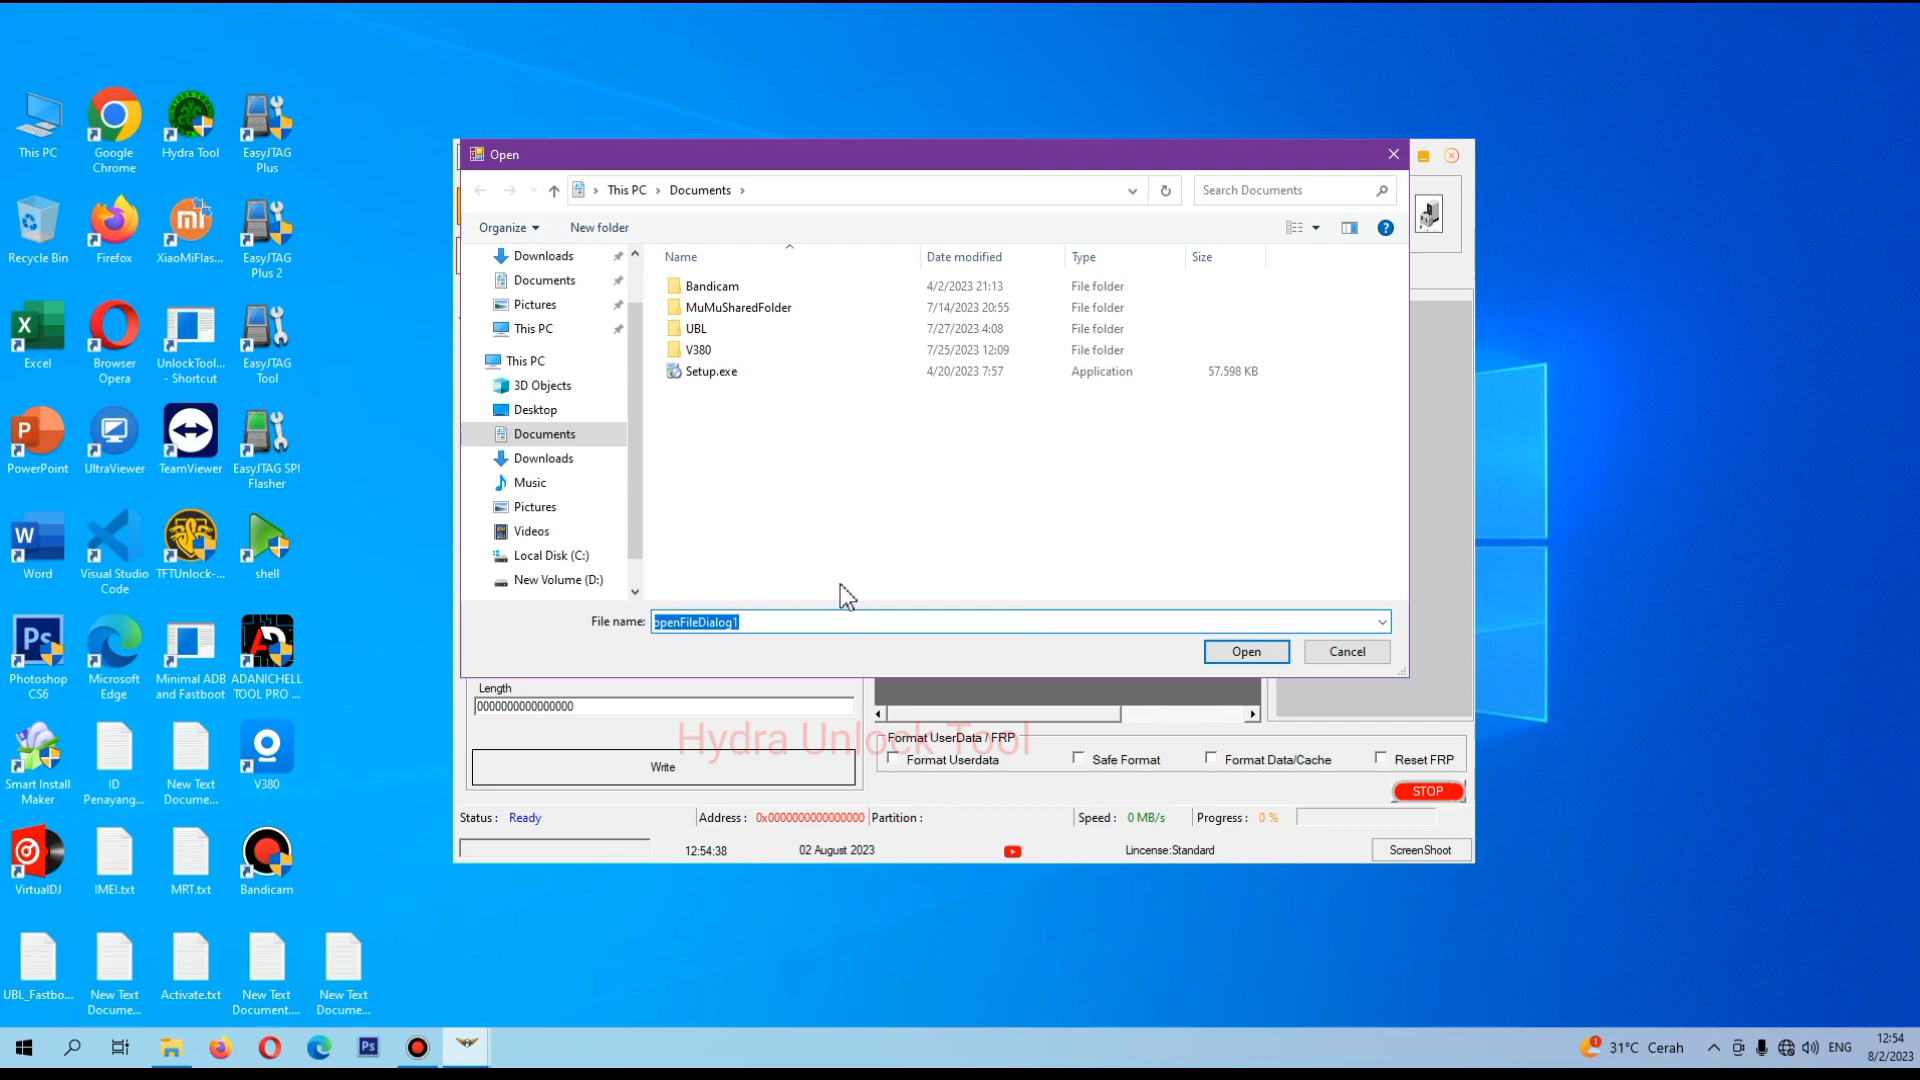 This PC
Google
Chrome
Hydra Tool
EasyJTAG
Plus
Recycle Bin
Firefox
XiaoMiFlas...
EasyJTAG
Plus 2
Excel
Browser
Opera
UnlockTool...
- Shortcut
EasyJTAG
Tool
PowerPoint
UltraViewer
TeamViewer
EasyJTAG SPI
Flasher
Word
Visual Studio
Code
TFTUnlock-...
shell
Photoshop
CS6
Microsoft
Edge
Minimal ADB
and Fastboot
ADANICHELL
TOOL PRO ...
Smart Install
Maker
ID
Penayang...
New Text
Docume...
V380
VirtualDJ
IMEI.txt
MRT.txt
Bandicam
UBL_Fastbo...
New Text
Docume...
Activate.txt
New Text
Document....
New Text
Docume...
Open
This PC > Documents >
Search Documents
Organize
New folder
Downloads
Documents
Pictures
This PC
This PC
3D Objects
Desktop
Documents
Downloads
Music
Pictures
Videos
Local Disk (C:)
New Volume (D:)
Name Date modified Type Size
Bandicam 4/2/2023 21:13 File folder
MuMuSharedFolder 7/14/2023 20:55 File folder
UBL 7/27/2023 4:08 File folder
V380 7/25/2023 12:09 File folder
Setup.exe 4/20/2023 7:57 Application 57.598 KB
File name: openFileDialog1
Open Cancel
Length
0000000000000000
Hydra Unlock Tool
Write
Format UserData / FRP
Format Userdata Safe Format Format Data/Cache Reset FRP
STOP
Status : Ready Address : 0x0000000000000000 Partition : Speed : 0 MB/s Progress : 0 %
12:54:38 02 August 2023 Lincense:Standard ScreenShoot
Ps
1 31°C Cerah ENG
12:54
8/2/2023